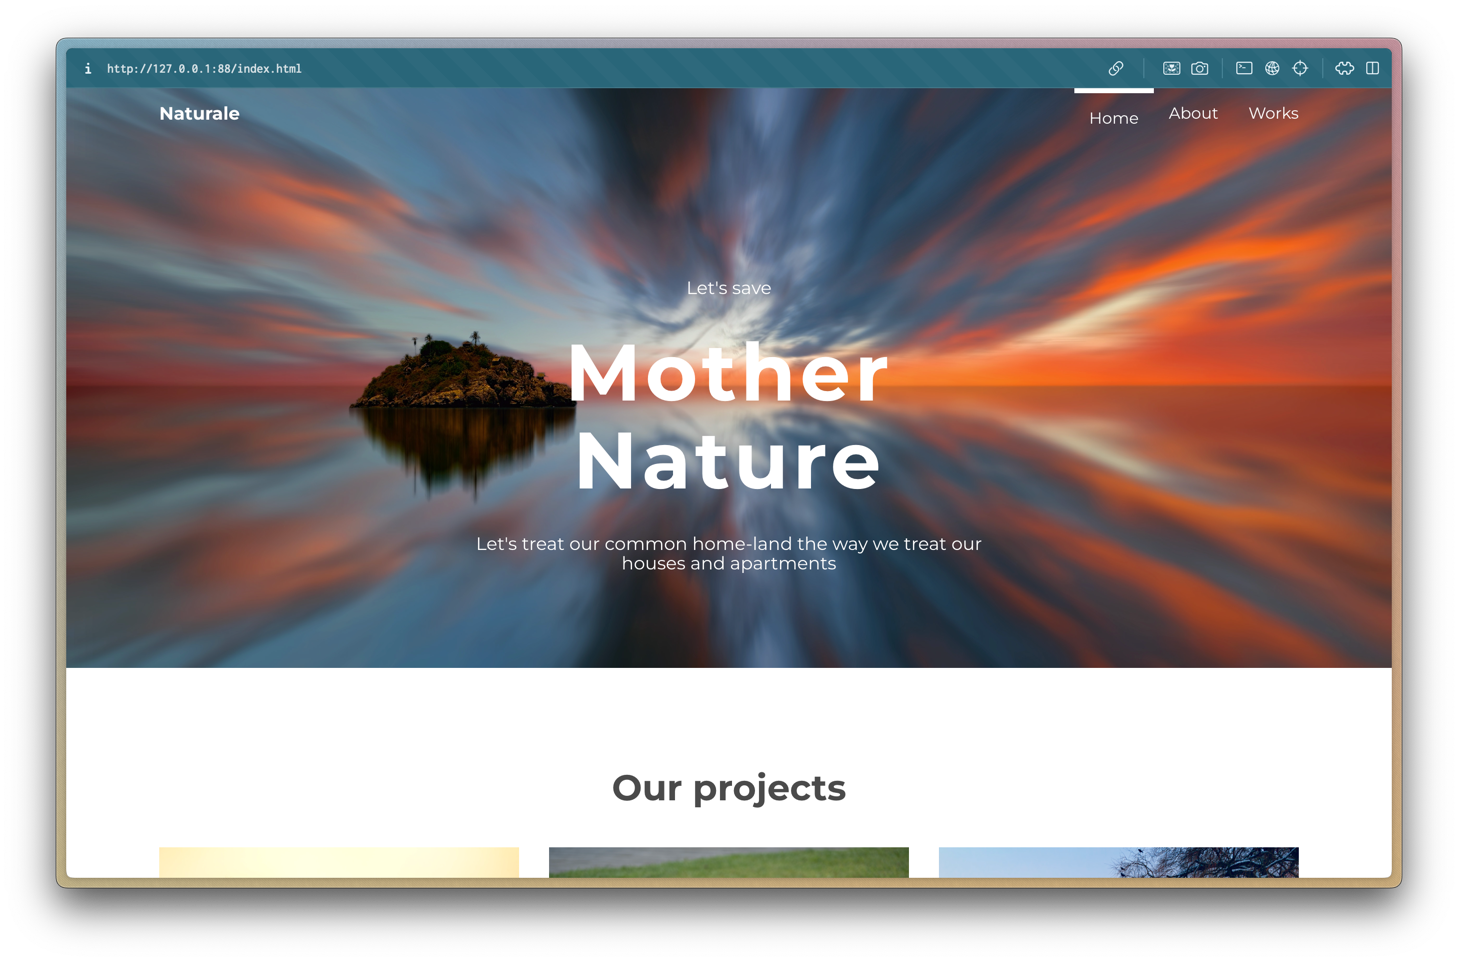 http://127.0.0.1:88/index.html
Naturale
Home
About
Works
Let's save
Mother
Nature
Let's treat our common home-land the way we treat our
houses and apartments
Our projects